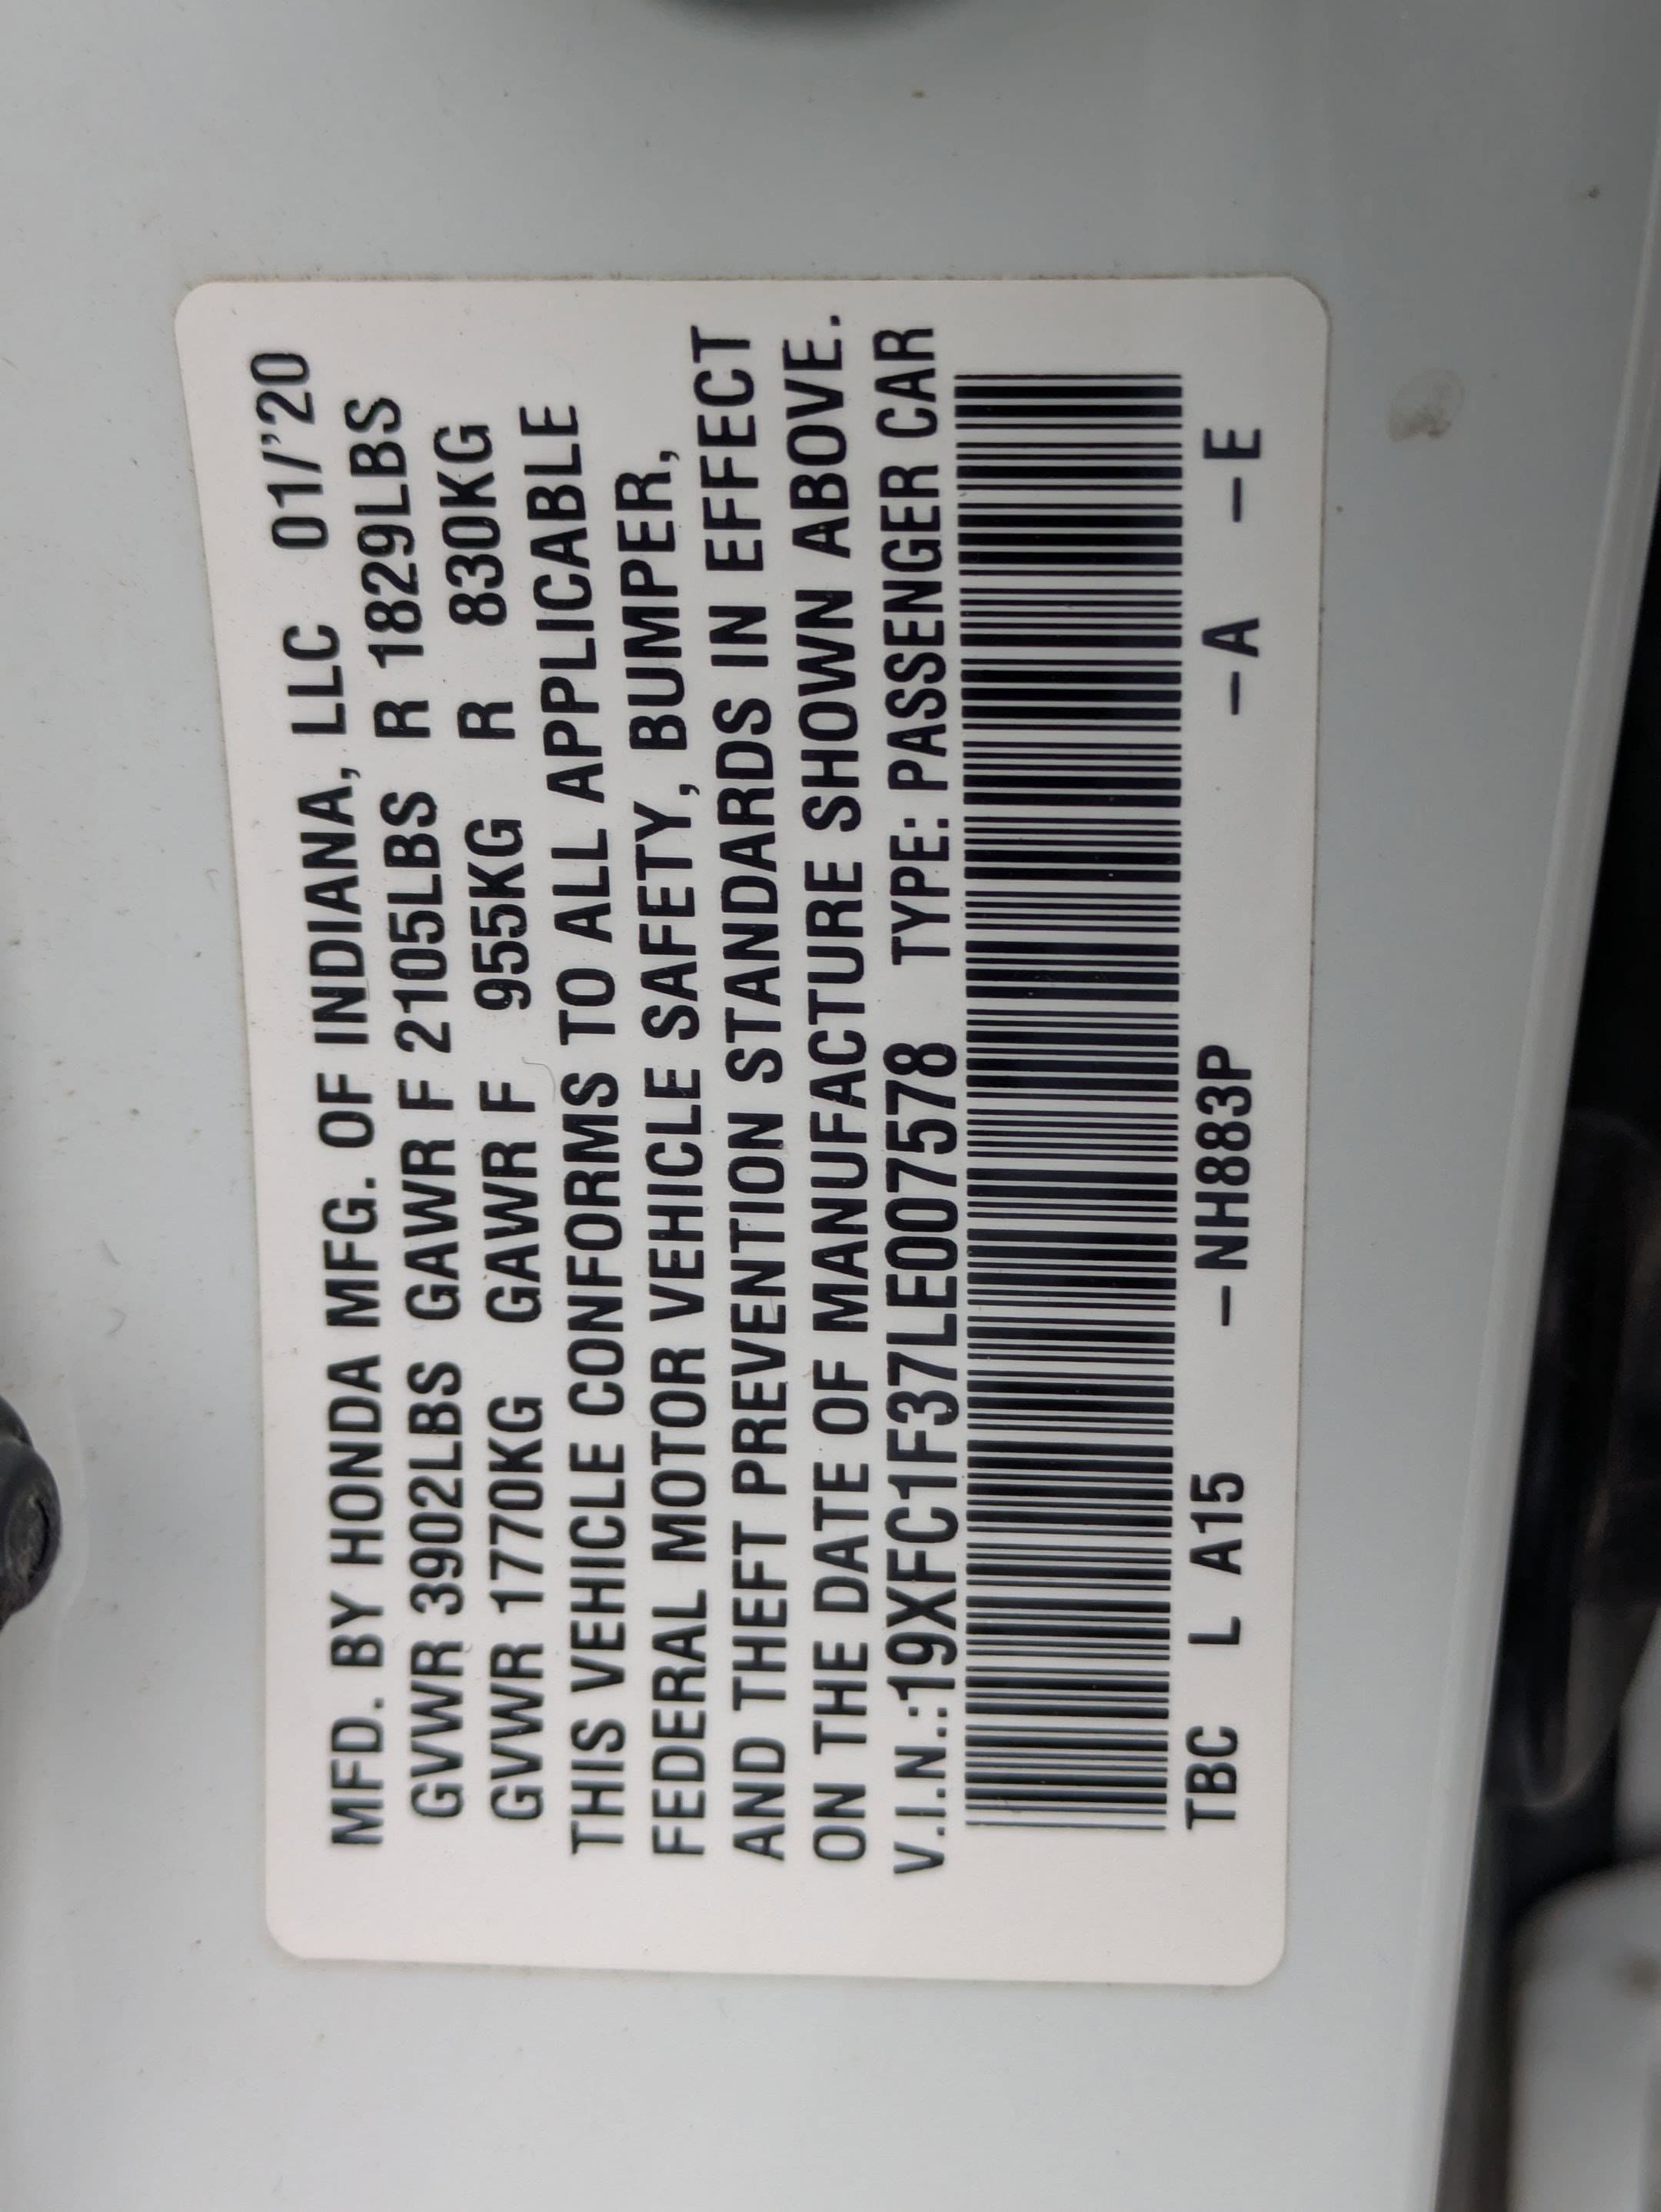 MFD. BY HONDA MFG. OF INDIANA, LLC 01/'20
GVWR 3902LBS GAWR F 2105LBS R 1829LBS
GVWR 1770KG GAWR F 955KG R 830KG
THIS VEHICLE CONFORMS TO ALL APPLICABLE
FEDERAL MOTOR VEHICLE SAFETY, BUMPER,
AND THEFT PREVENTION STANDARDS IN EFFECT
ON THE DATE OF MANUFACTURE SHOWN ABOVE.
V.I.N.:19XFC1F37LE007578 TYPE: PASSENGER CAR
TBC L A15 –NH883P –A –E